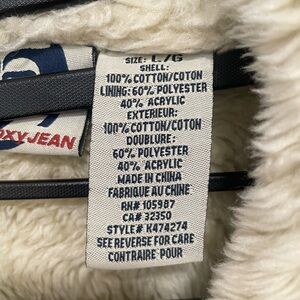 OXY JEAN
SIZE: L/G
SHELL:
100% COTTON/COTON
LINING: 60% POLYESTER
40% ACRYLIC
EXTERIEUR:
100% COTTON/COTON
DOUBLURE:
60% POLYESTER
40% ACRYLIC
MADE IN CHINA
FABRIQUE AU CHINE
RN# 105987
CA# 32350
STYLE# K474274
SEE REVERSE FOR CARE
CONTRAIRE POUR